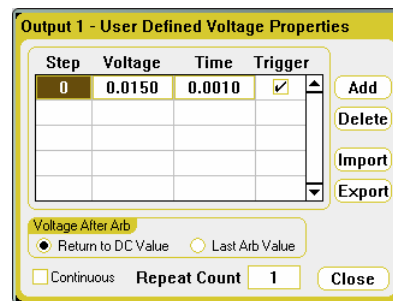 Output 1 - User Defined Voltage Properties
Step Voltage Time Trigger
0 0.0150 0.0010
Add
Delete
Import
Export
Voltage After Arb
Return to DC Value Last Arb Value
Continuous Repeat Count 1 Close